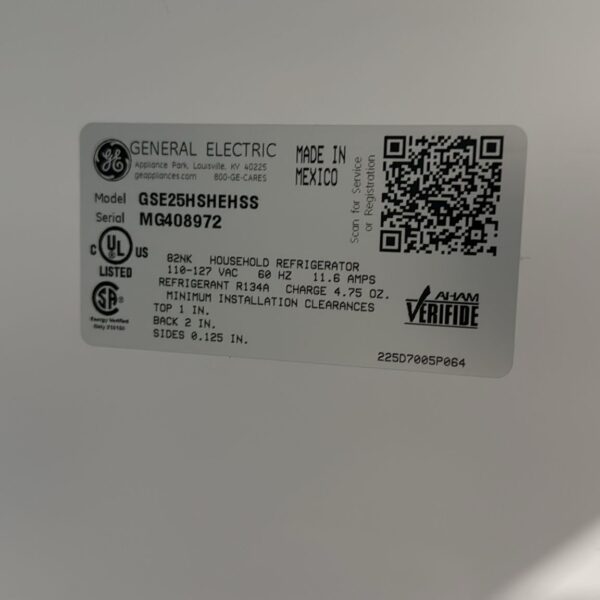 GE GENERAL ELECTRIC
Appliance Park, Louisville, KY 40225
geappliances.com 800-GE-CARES
MADE IN
MEXICO
Scan for Service
or Registration
Model GSE25HSHEHSS
Serial MG408972
C UL US
LISTED
82NK HOUSEHOLD REFRIGERATOR
110-127 VAC 60 HZ 11.6 AMPS
REFRIGERANT R134A CHARGE 4.75 OZ.
MINIMUM INSTALLATION CLEARANCES
TOP 1 IN.
BACK 2 IN.
SIDES 0.125 IN.
Energy Verified
AHAM
VERIFIDE
225D7005P064